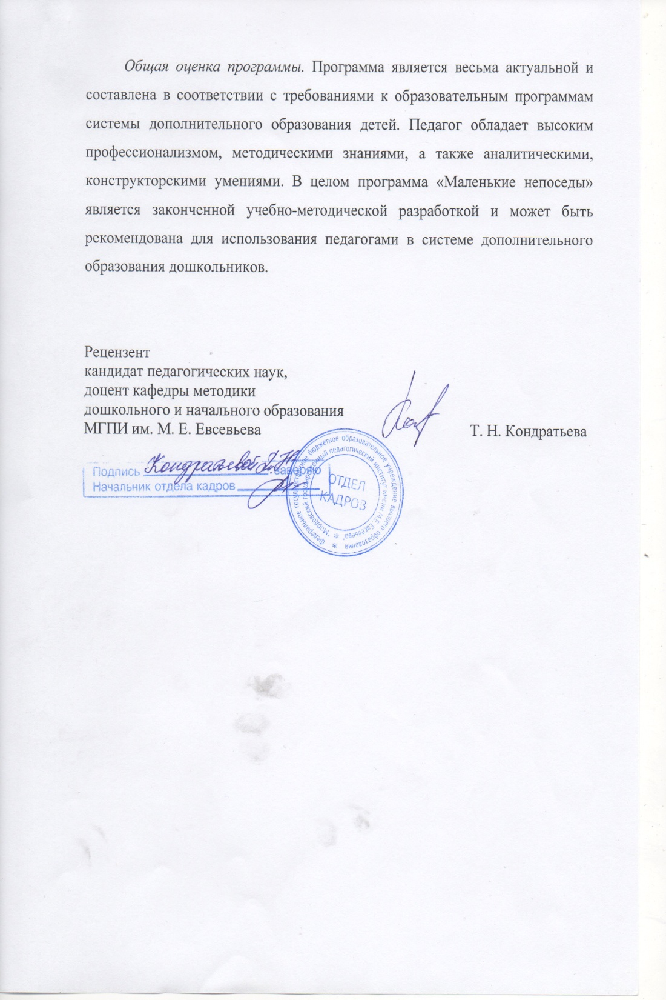 Общая оценка программы. Программа является весьма актуальной и
составлена в соответствии с требованиями к образовательным программам
системы дополнительного образования детей. Педагог обладает высоким
профессионализмом, методическими знаниями, а также аналитическими,
конструкторскими умениями. В целом программа «Маленькие непоседы»
является законченной учебно-методической разработкой и может быть
рекомендована для использования педагогами в системе дополнительного
образования дошкольников.
Рецензент
кандидат педагогических наук,
доцент кафедры методики
дошкольного и начального образования
МГПИ им. М. Е. Евсевьева
Т. Н. Кондратьева
Подпись Кондратьевой Т.Н. заверяю
Начальник отдела кадров
Федеральное государственное бюджетное образовательное учреждение высшего образования *
"Мордовский государственный педагогический институт имени М.Е. Евсевьева" *
ОТДЕЛ
КАДРОВ